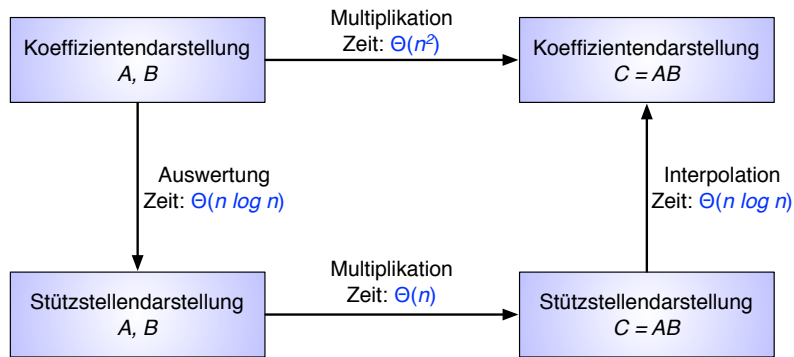 Koeffizientendarstellung
A, B
Multiplikation
Zeit: Θ(n²)
Koeffizientendarstellung
C = AB
Auswertung
Zeit: Θ(n log n)
Interpolation
Zeit: Θ(n log n)
Stützstellendarstellung
A, B
Multiplikation
Zeit: Θ(n)
Stützstellendarstellung
C = AB